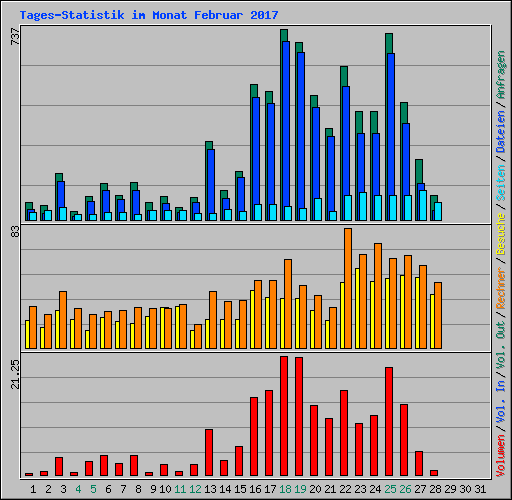 Tages-Statistik im Monat Februar 2017
737
83
21.25
Volumen / Vol. In / Vol. Out / Rechner / Besuche / Seiten / Dateien / Anfragen
1 2 3 4 5 6 7 8 9 10 11 12 13 14 15 16 17 18 19 20 21 22 23 24 25 26 27 28 29 30 31